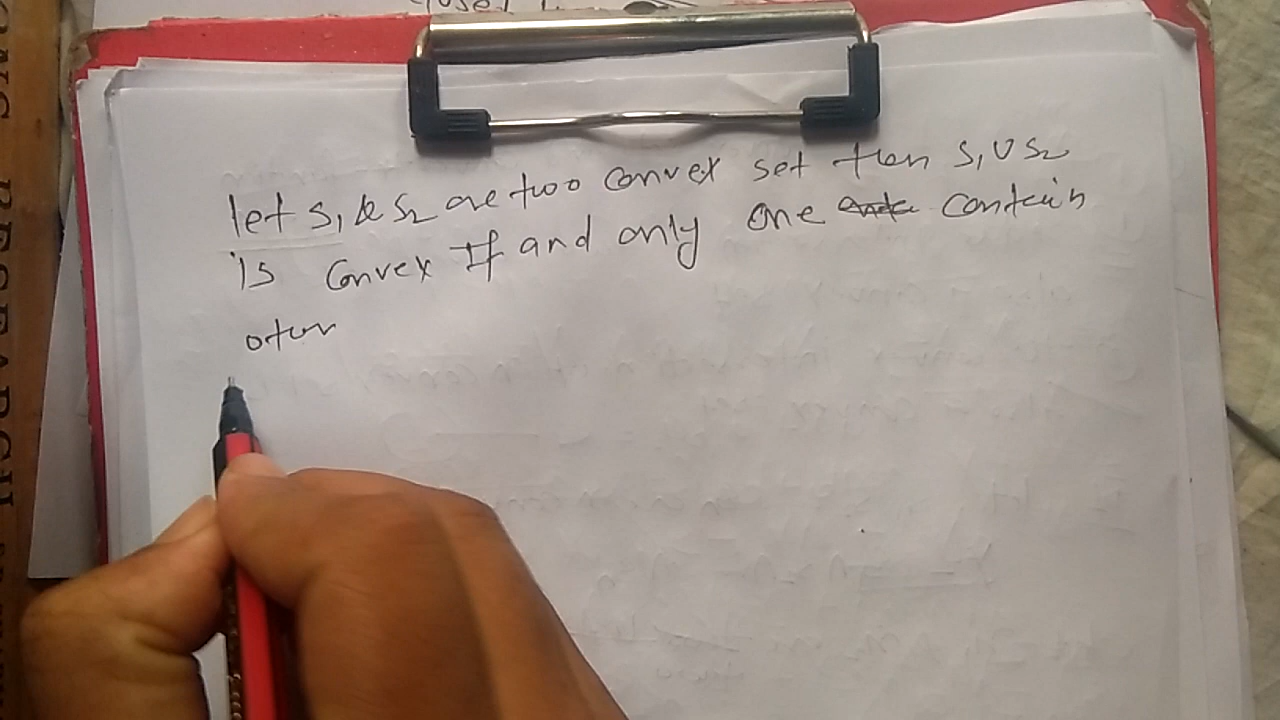 let S₁ & S₂ are two convex set then S₁ U S₂
is Convex If and only one contain
other